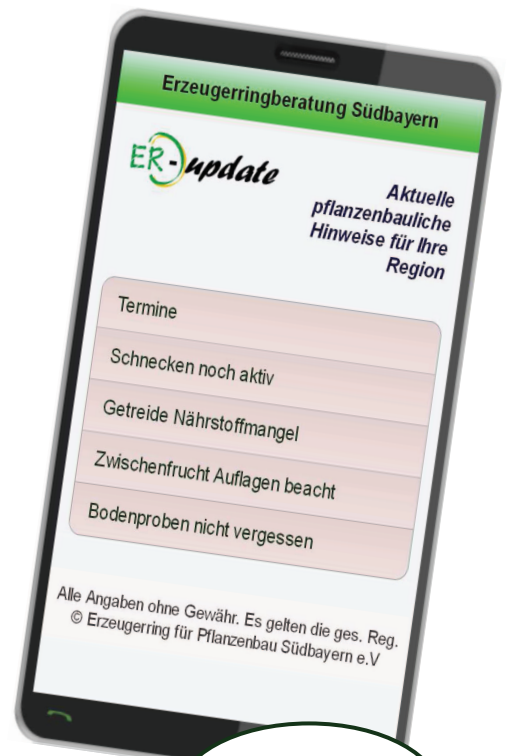 Erzeugerringberatung Südbayern
ER-update
Aktuelle
pflanzenbauliche
Hinweise für Ihre
Region
Termine
Schnecken noch aktiv
Getreide Nährstoffmangel
Zwischenfrucht Auflagen beacht
Bodenproben nicht vergessen
Alle Angaben ohne Gewähr. Es gelten die ges. Reg.
© Erzeugerring für Pflanzenbau Südbayern e.V